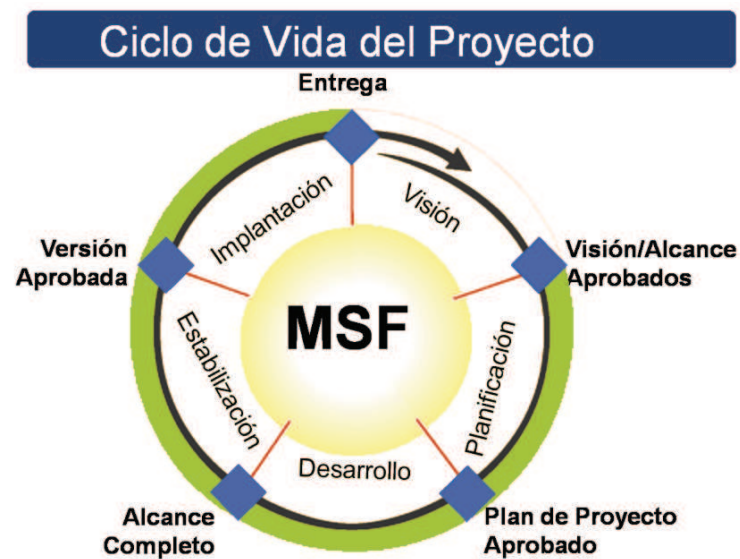 Ciclo de Vida del Proyecto
Entrega
Visión
Visión/Alcance
Aprobados
Planificación
Plan de Proyecto
Aprobado
Desarrollo
Alcance
Completo
Estabilización
Versión
Aprobada
Implantación
MSF